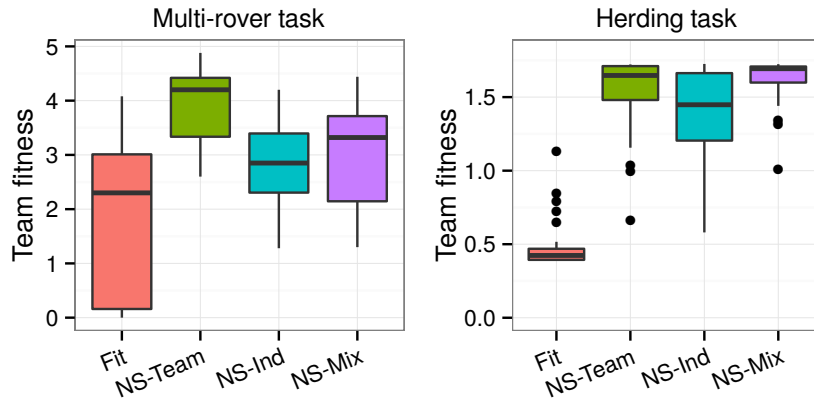 Multi-rover task
Team fitness
5
4
3
2
1
0
Fit
NS-Team
NS-Ind
NS-Mix
Herding task
Team fitness
1.5
1.0
0.5
0.0
Fit
NS-Team
NS-Ind
NS-Mix